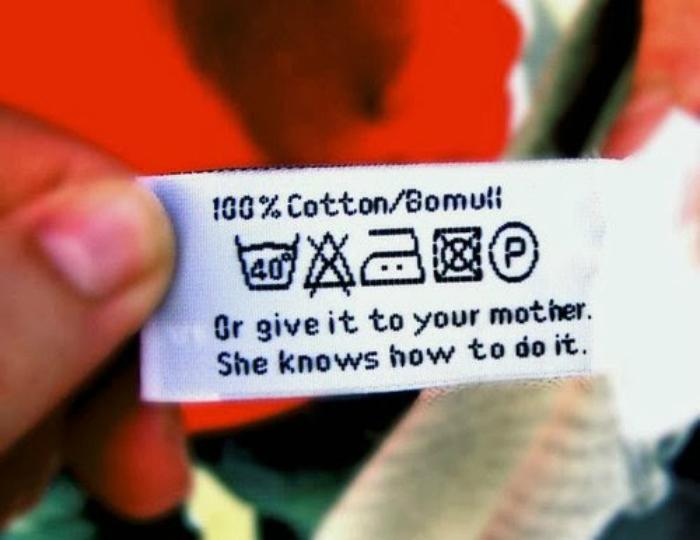 100% Cotton/Bomull
40° P
Or give it to your mother.
She knows how to do it.